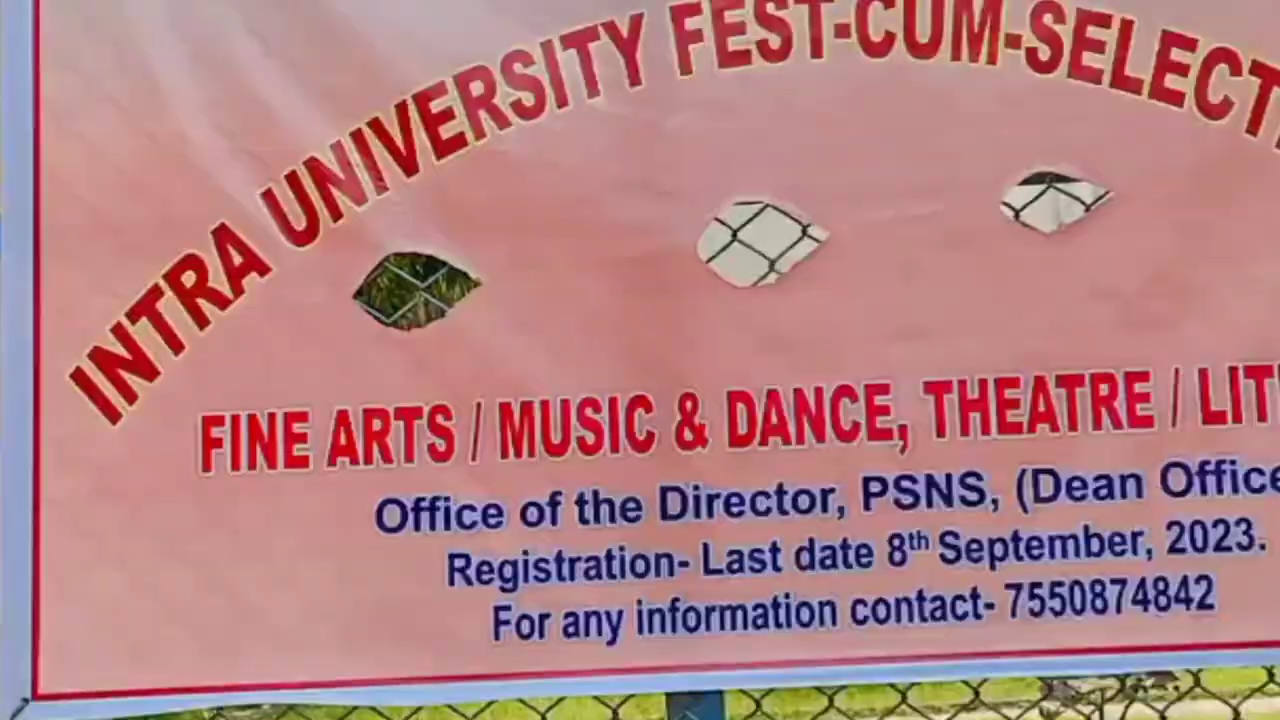 INTRA UNIVERSITY FEST-CUM-SELECT
FINE ARTS / MUSIC & DANCE, THEATRE / LIT
Office of the Director, PSNS, (Dean Office
Registration- Last date 8th September, 2023.
For any information contact- 7550874842